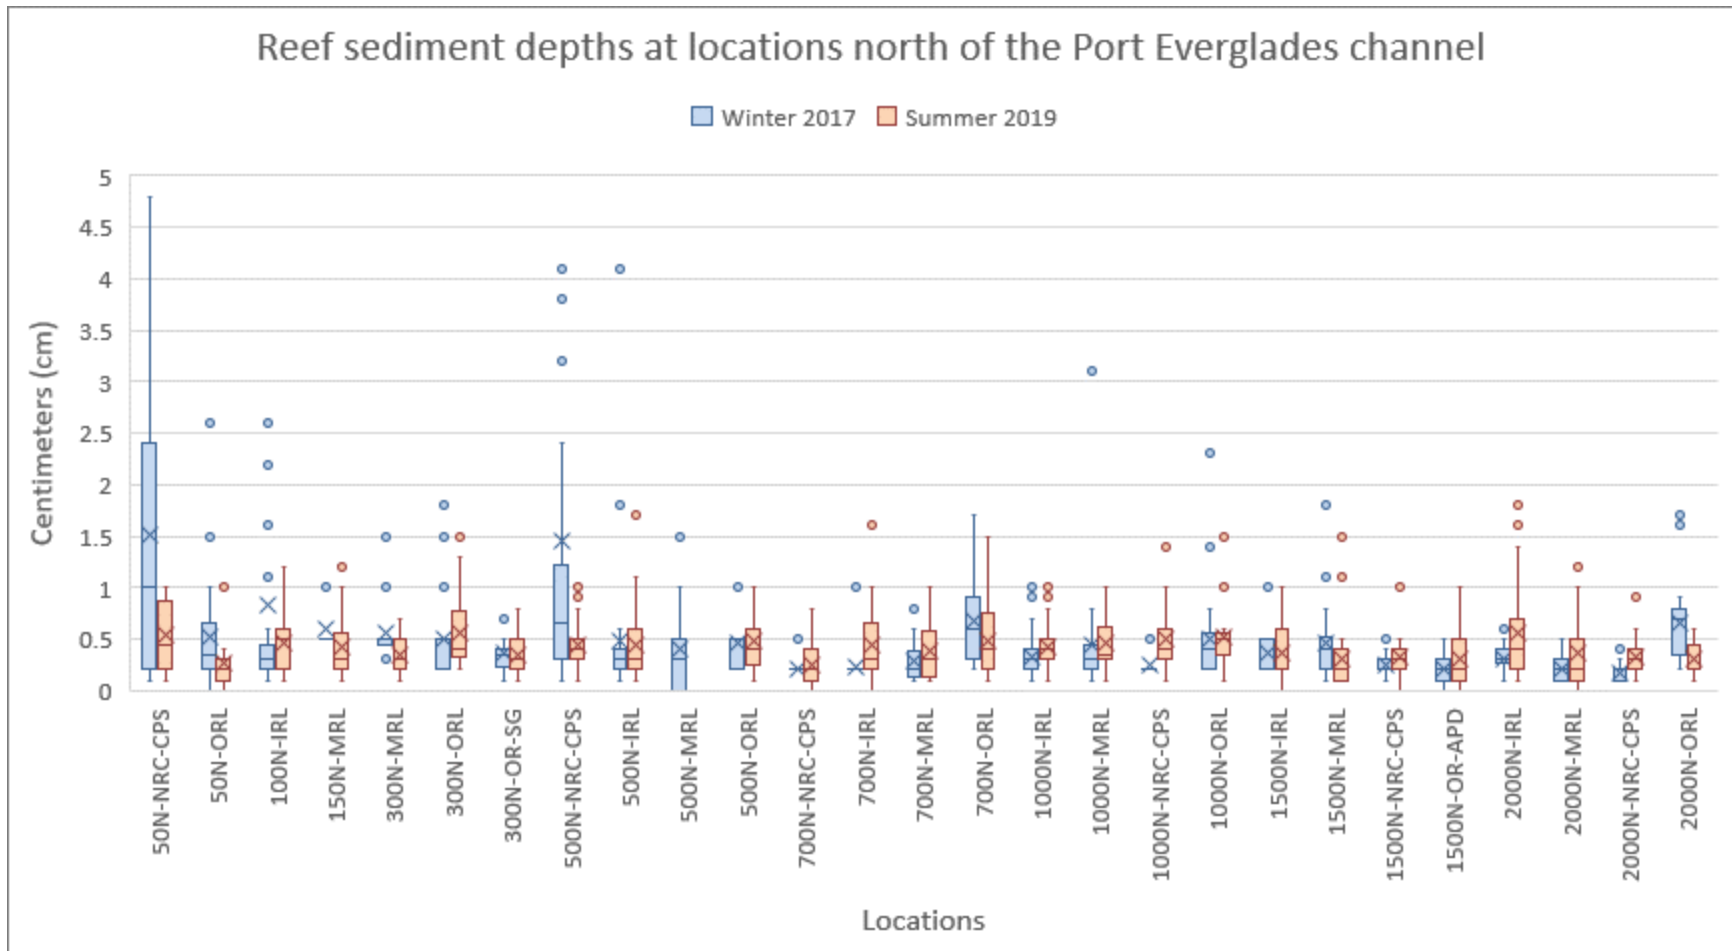 Reef sediment depths at locations north of the Port Everglades channel
Winter 2017 Summer 2019
5
4.5
4
3.5
3
2.5
2
1.5
1
0.5
0
Centimeters (cm)
50N-NRC-CPS
50N-ORL
100N-IRL
150N-MRL
300N-MRL
300N-ORL
300N-OR-SG
500N-NRC-CPS
500N-IRL
500N-MRL
500N-ORL
700N-NRC-CPS
700N-IRL
700N-MRL
700N-ORL
1000N-IRL
1000N-MRL
1000N-NRC-CPS
1000N-ORL
1500N-IRL
1500N-MRL
1500N-NRC-CPS
1500N-OR-APD
2000N-IRL
2000N-MRL
2000N-NRC-CPS
2000N-ORL
Locations